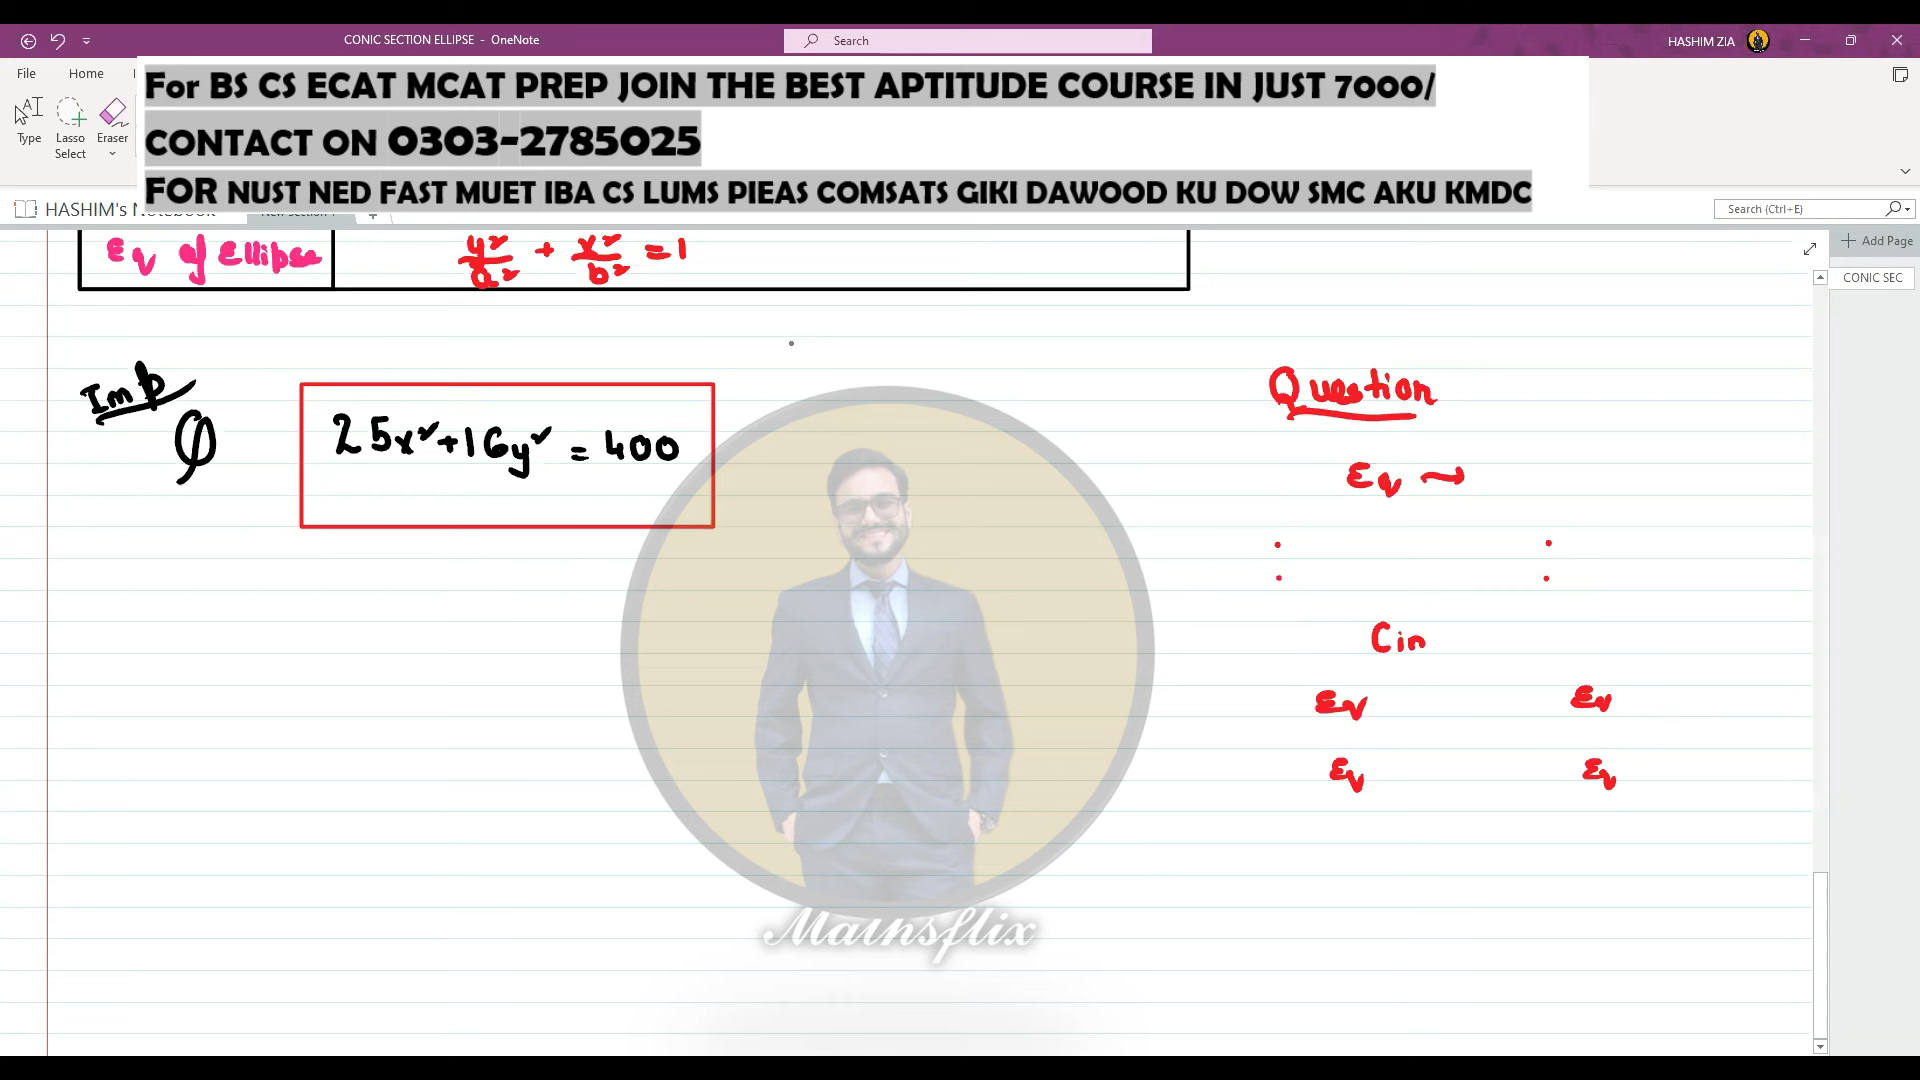 CONIC SECTION ELLIPSE - OneNote
Search
HASHIM ZIA
File
Home
For BS CS ECAT MCAT PREP JOIN THE BEST APTITUDE COURSE IN JUST 7000/
CONTACT ON 0303-2785025
FOR NUST NED FAST MUET IBA CS LUMS PIEAS COMSATS GIKI DAWOOD KU DOW SMC AKU KMDC
Type
Lasso Select
Eraser
HASHIM's Notebook
Search (Ctrl+E)
Add Page
CONIC SEC
Eq of Ellipse
y²/a² + x²/b² = 1
Imp
Q
25x²+16y² = 400
Question
Eq →
Cin
Eq Eq
Eq Eq
Mainsflix